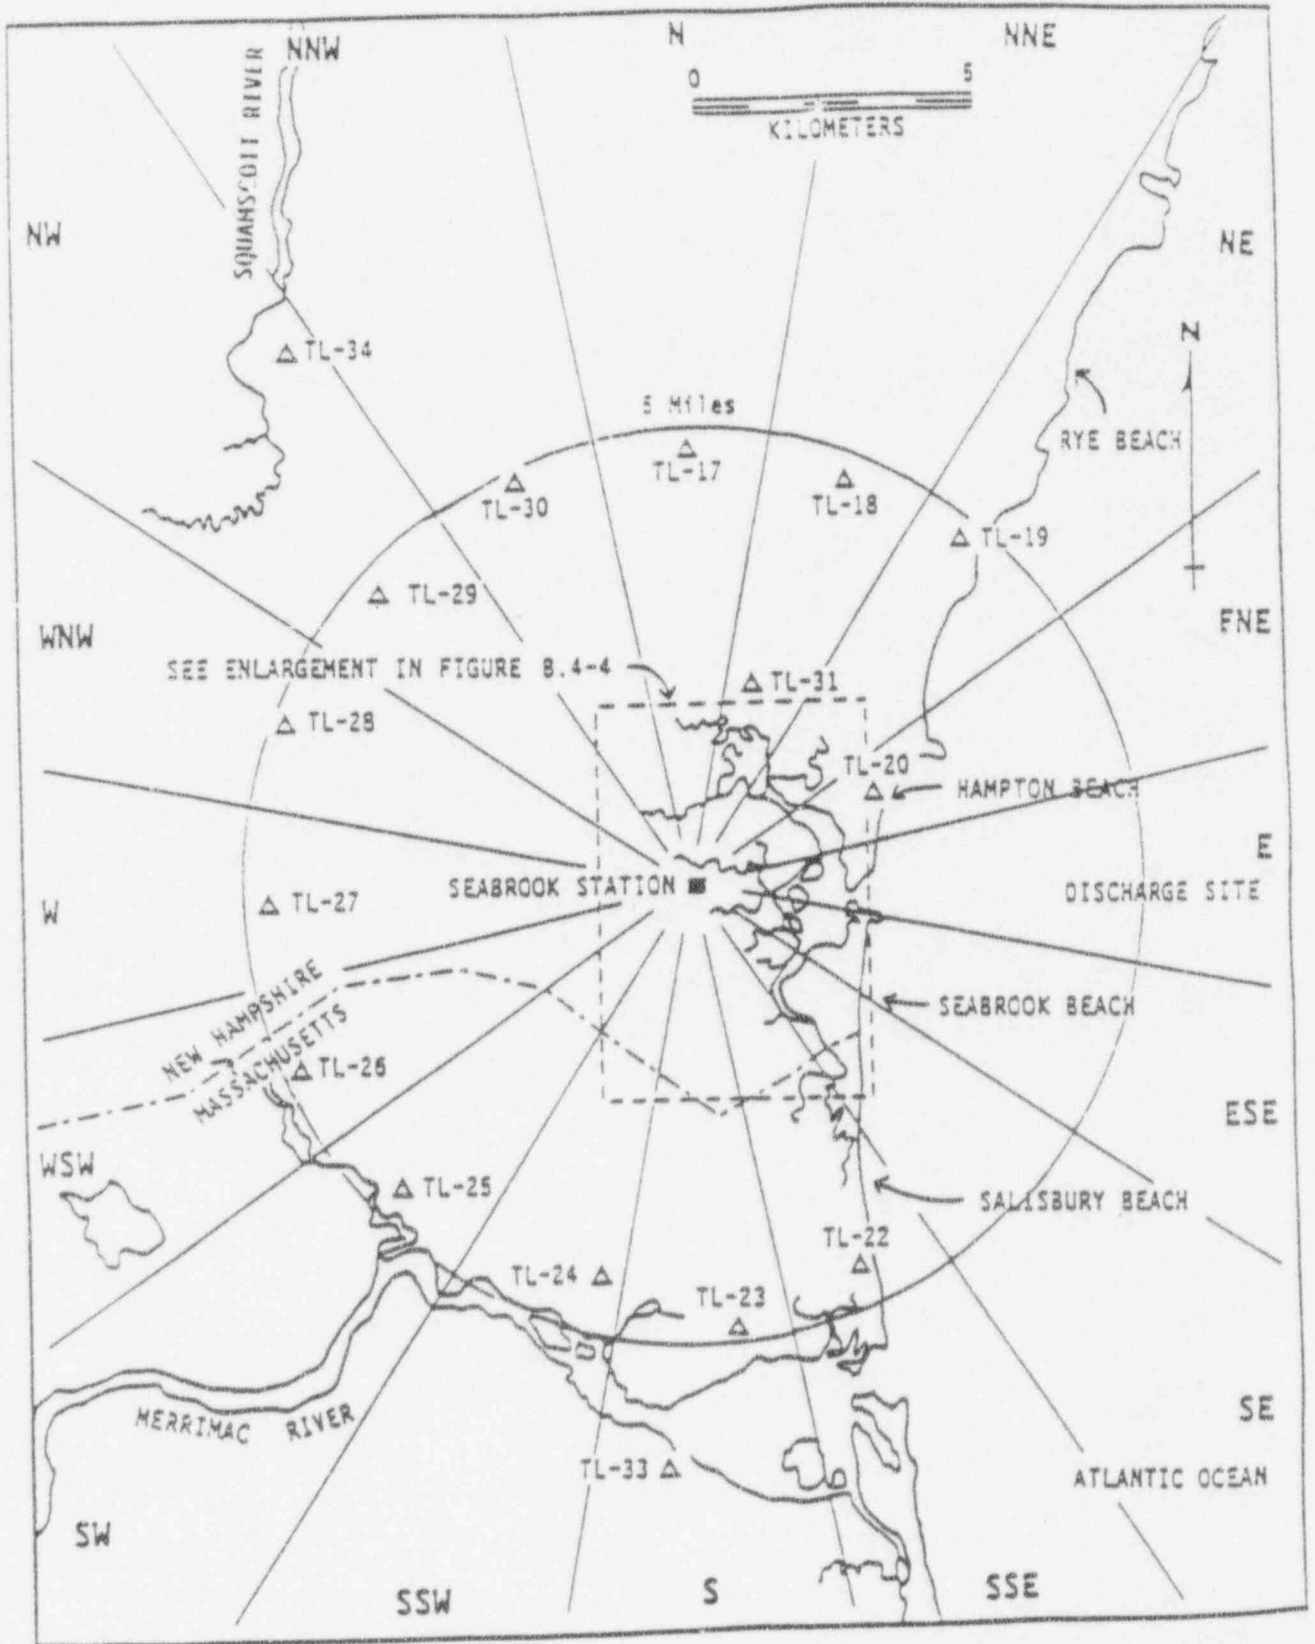 NNW
N
NNE
0 5
KILOMETERS
SQUAMSCOTT RIVER
NW
NE
N
TL-34
5 Miles
RYE BEACH
TL-17
TL-30
TL-18
TL-19
TL-29
WNW
ENE
SEE ENLARGEMENT IN FIGURE B.4-4
TL-31
TL-28
TL-20
HAMPTON BEACH
E
SEABROOK STATION
DISCHARGE SITE
W
TL-27
NEW HAMPSHIRE
MASSACHUSETTS
SEABROOK BEACH
TL-26
ESE
WSW
TL-25
SALISBURY BEACH
TL-22
TL-24
TL-23
MERRIMAC RIVER
SE
TL-33
ATLANTIC OCEAN
SW
SSW
S
SSE